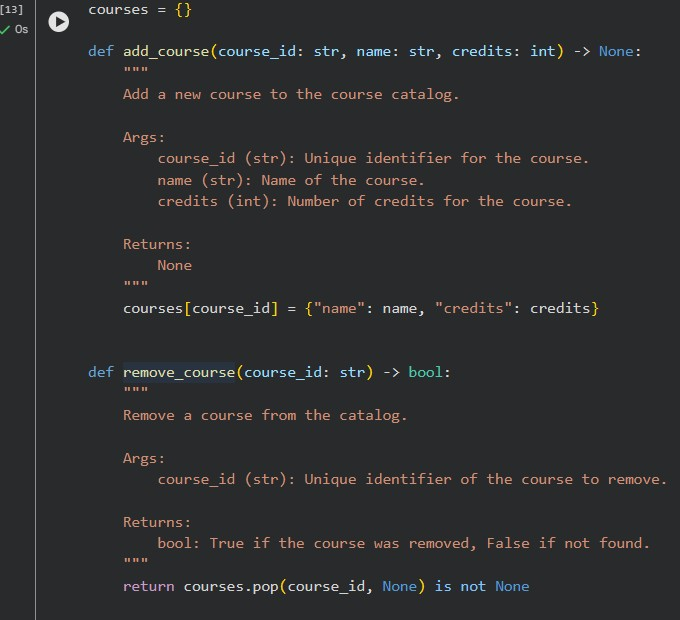 [13]
0s
courses = {}
def add_course(course_id: str, name: str, credits: int) -> None:
"""
Add a new course to the course catalog.
Args:
course_id (str): Unique identifier for the course.
name (str): Name of the course.
credits (int): Number of credits for the course.
Returns:
None
"""
courses[course_id] = {"name": name, "credits": credits}
def remove_course(course_id: str) -> bool:
"""
Remove a course from the catalog.
Args:
course_id (str): Unique identifier of the course to remove.
Returns:
bool: True if the course was removed, False if not found.
"""
return courses.pop(course_id, None) is not None